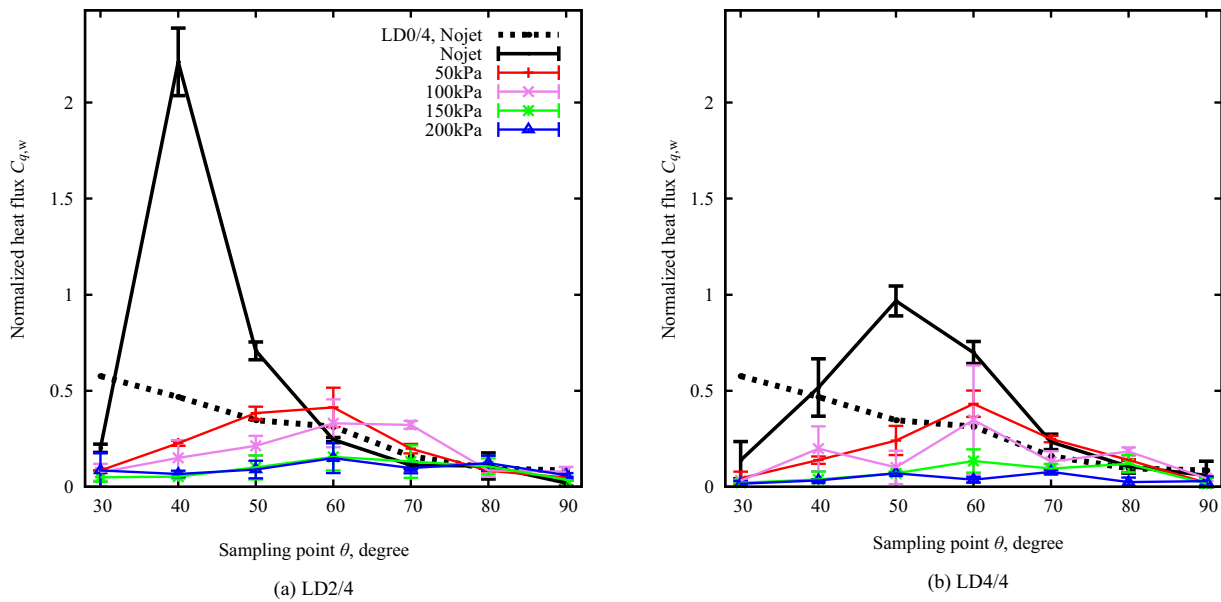 Normalized heat flux C_{q,w}
2
1.5
1
0.5
0
30 40 50 60 70 80 90
LD0/4, Nojet
Nojet
50kPa
100kPa
150kPa
200kPa
Sampling point θ, degree
(a) LD2/4
Normalized heat flux C_{q,w}
2
1.5
1
0.5
0
30 40 50 60 70 80 90
Sampling point θ, degree
(b) LD4/4